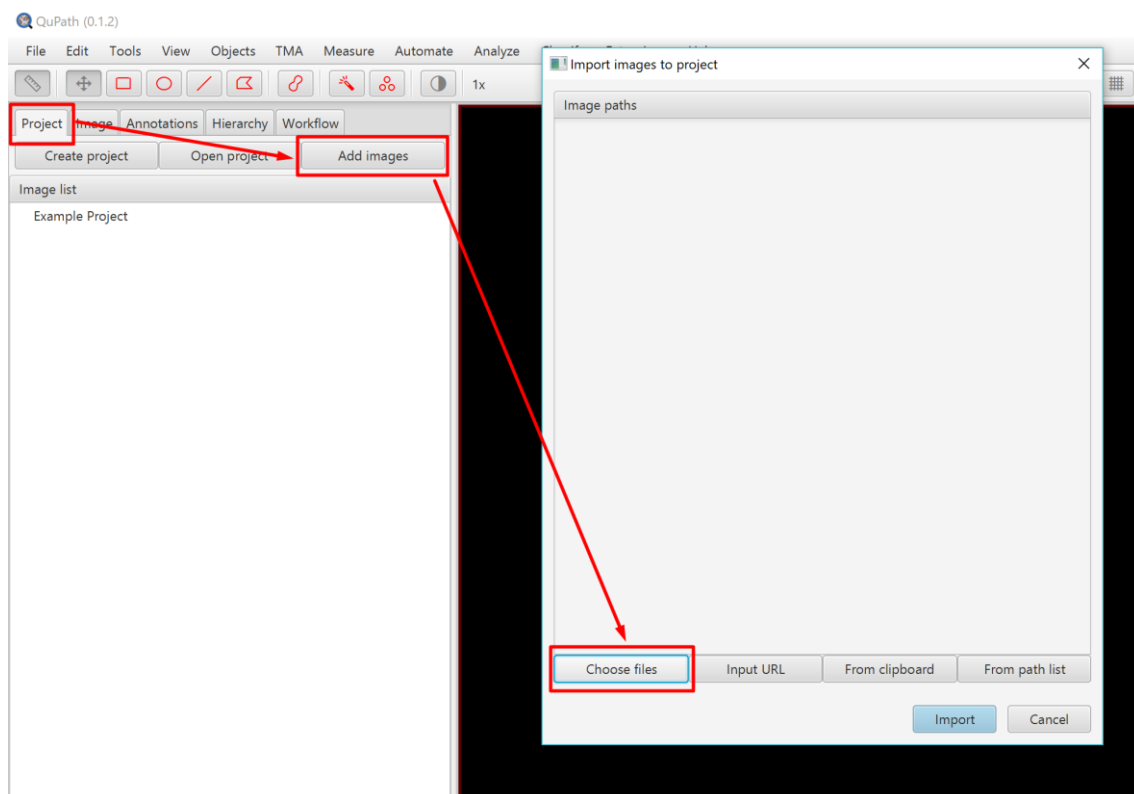 QuPath (0.1.2)
File Edit Tools View Objects TMA Measure Automate Analyze
1x
Project Image Annotations Hierarchy Workflow
Create project Open project Add images
Image list
Example Project
Import images to project
Image paths
Choose files Input URL From clipboard From path list
Import Cancel